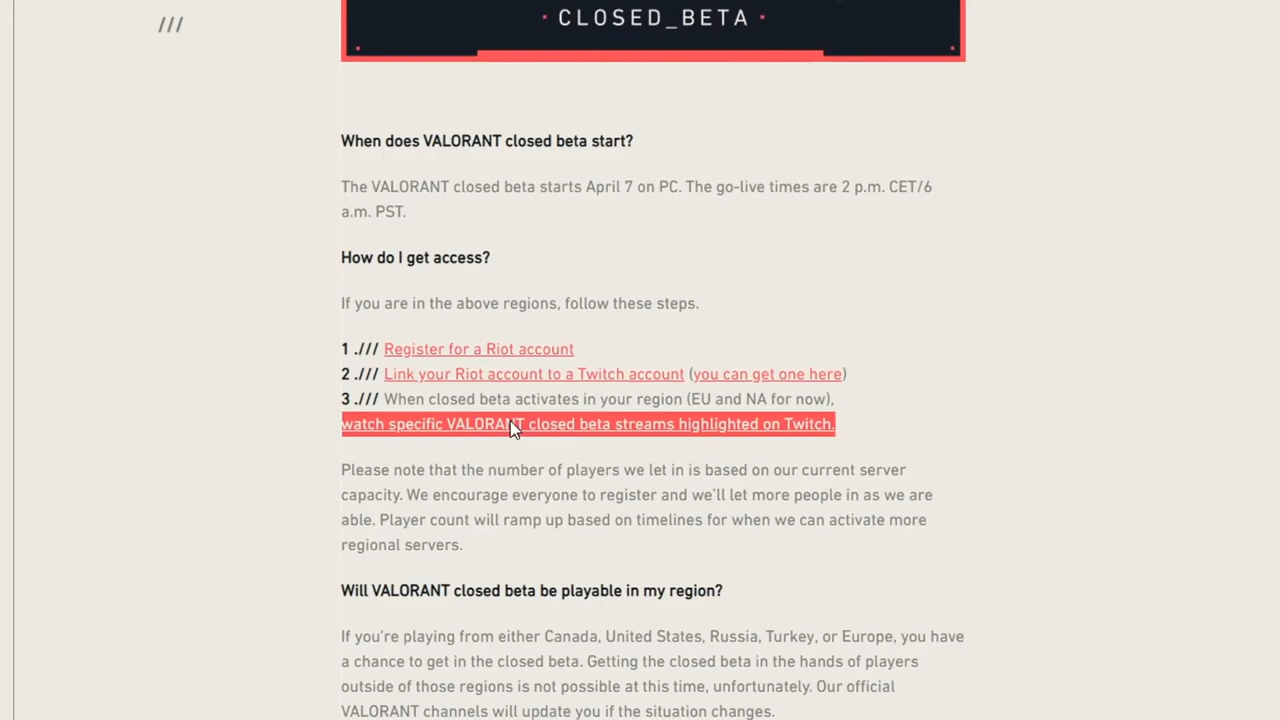 ///
· CLOSED_BETA ·
When does VALORANT closed beta start?
The VALORANT closed beta starts April 7 on PC. The go-live times are 2 p.m. CET/6
a.m. PST.
How do I get access?
If you are in the above regions, follow these steps.
1 ./// Register for a Riot account
2 ./// Link your Riot account to a Twitch account (you can get one here)
3 ./// When closed beta activates in your region (EU and NA for now),
watch specific VALORANT closed beta streams highlighted on Twitch.
Please note that the number of players we let in is based on our current server
capacity. We encourage everyone to register and we'll let more people in as we are
able. Player count will ramp up based on timelines for when we can activate more
regional servers.
Will VALORANT closed beta be playable in my region?
If you're playing from either Canada, United States, Russia, Turkey, or Europe, you have
a chance to get in the closed beta. Getting the closed beta in the hands of players
outside of those regions is not possible at this time, unfortunately. Our official
VALORANT channels will update you if the situation changes.